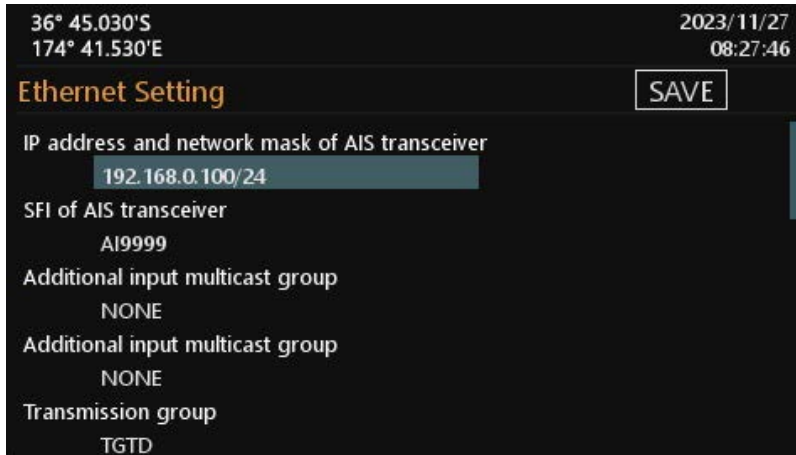 36° 45.030'S
2023/11/27
174° 41.530'E
08:27:46
Ethernet Setting
SAVE
IP address and network mask of AIS transceiver
192.168.0.100/24
SFI of AIS transceiver
AI9999
Additional input multicast group
NONE
Additional input multicast group
NONE
Transmission group
TGTD